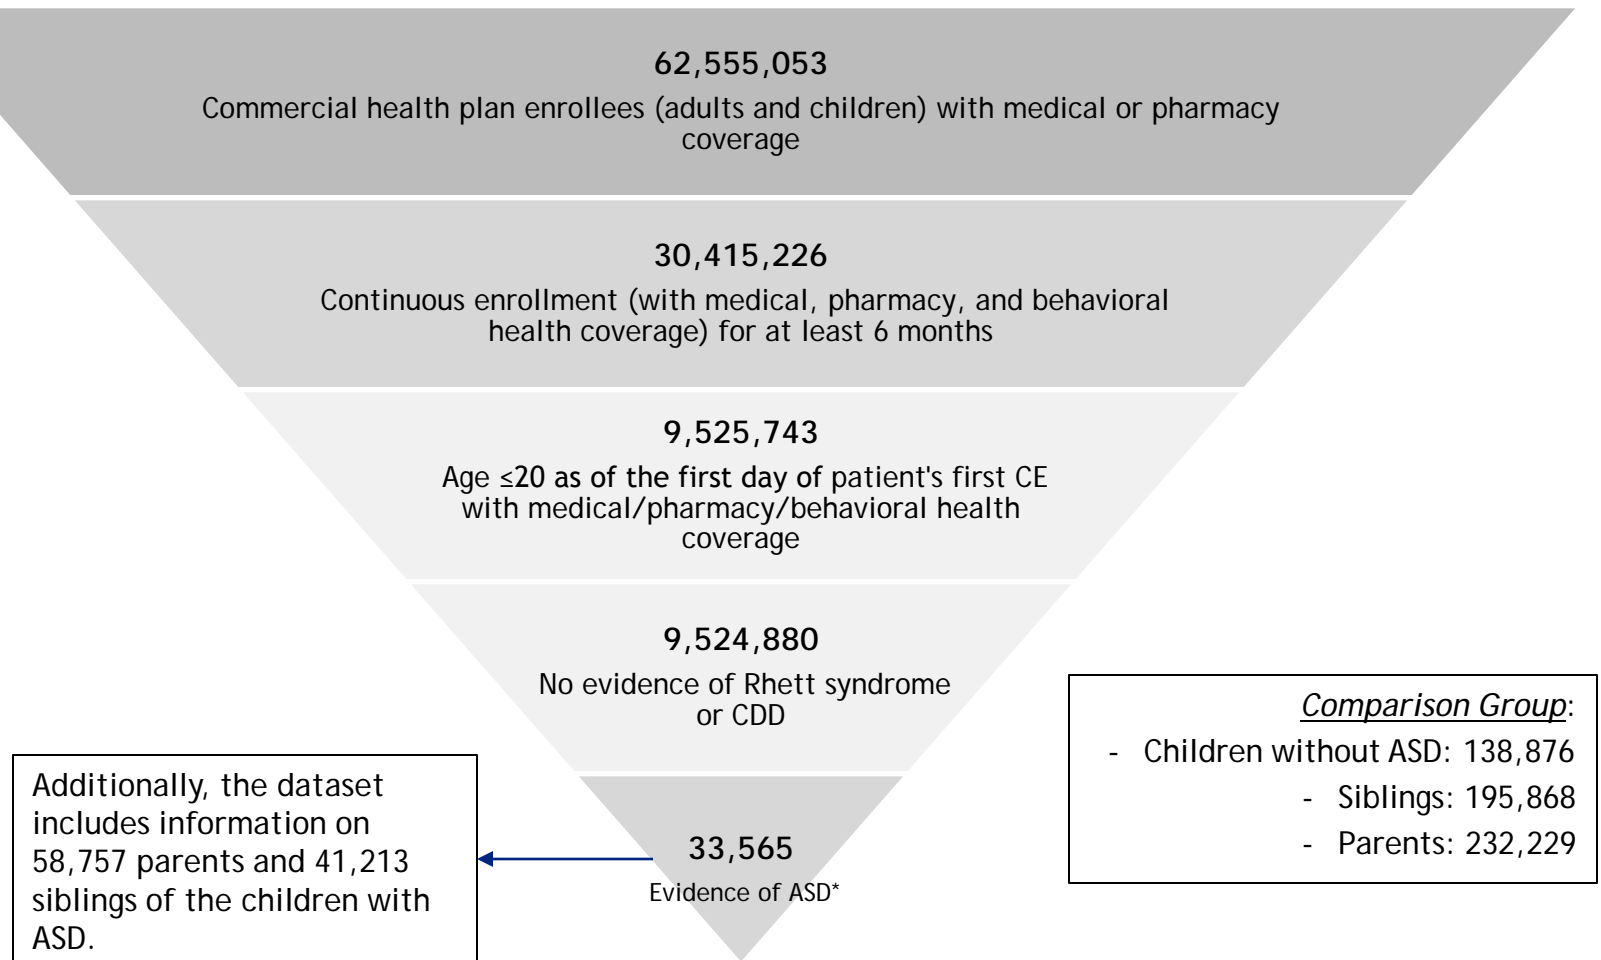 62,555,053
Commercial health plan enrollees (adults and children) with medical or pharmacy
coverage
30,415,226
Continuous enrollment (with medical, pharmacy, and behavioral
health coverage) for at least 6 months
9,525,743
Age ≤20 as of the first day of patient's first CE
with medical/pharmacy/behavioral health
coverage
9,524,880
No evidence of Rhett syndrome
or CDD
33,565
Evidence of ASD*
Additionally, the dataset
includes information on
58,757 parents and 41,213
siblings of the children with
ASD.
Comparison Group:
- Children without ASD: 138,876
- Siblings: 195,868
- Parents: 232,229